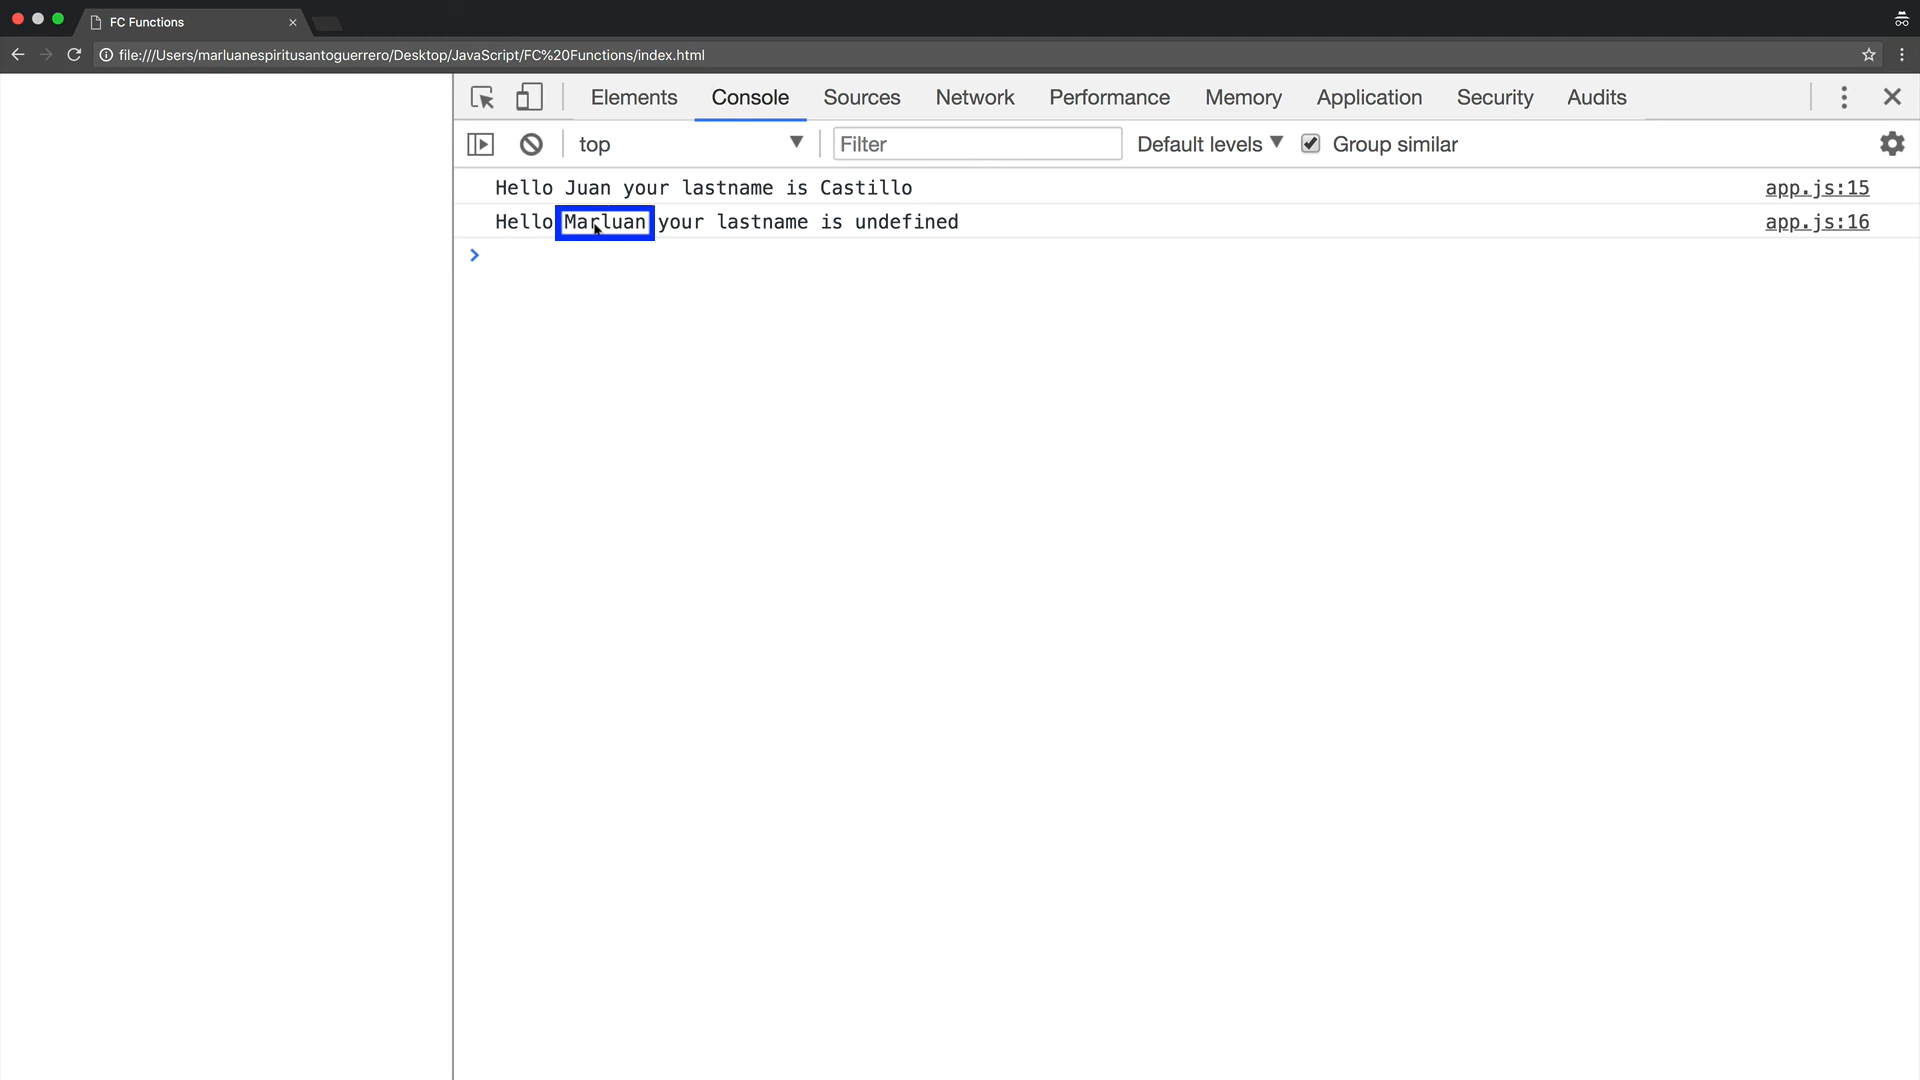 FC Functions
file:///Users/marluanespiritusantoguerrero/Desktop/JavaScript/FC%20Functions/index.html
Elements Console Sources Network Performance Memory Application Security Audits
top Filter Default levels Group similar
Hello Juan your lastname is Castillo app.js:15
Hello Marluan your lastname is undefined app.js:16